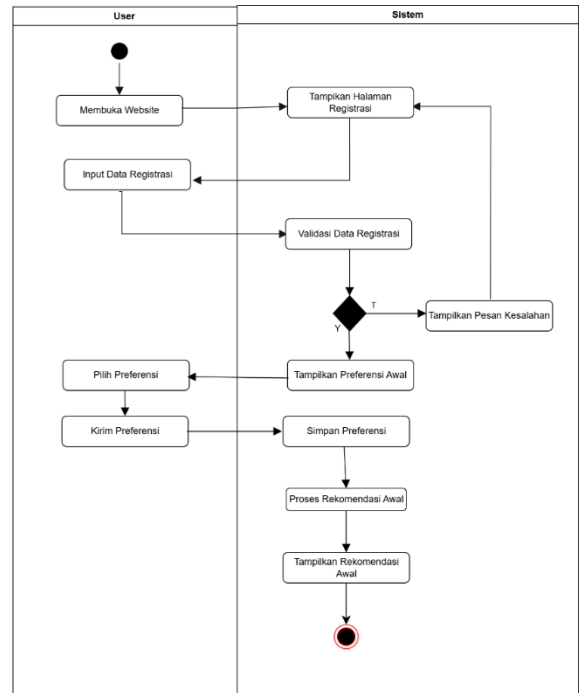 User
Sistem
Membuka Website
Tampikan Halaman
Registrasi
Input Data Registrasi
Validasi Data Registrasi
T
Y
Tampilkan Pesan Kesalahan
Pilih Preferensi
Tampilkan Preferensi Awal
Kirim Preferensi
Simpan Preferensi
Proses Rekomendasi Awal
Tampilkan Rekomendasi
Awal